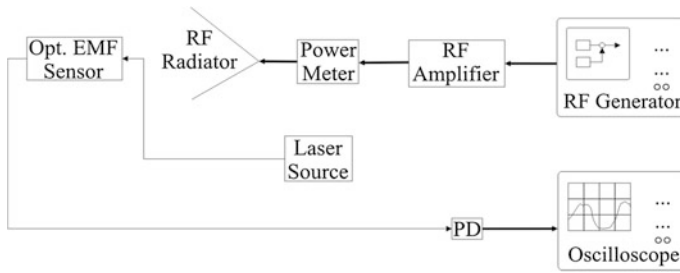 Opt. EMF
Sensor
RF
Radiator
Power
Meter
RF
Amplifier
RF Generator
Laser
Source
PD
Oscilloscope